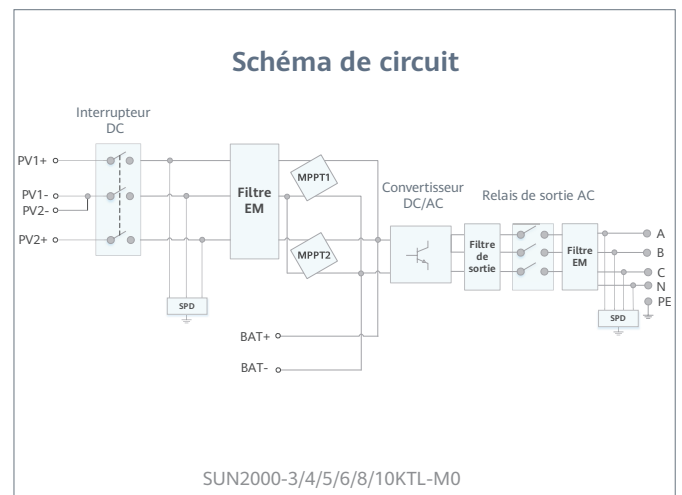 Schéma de circuit
Interrupteur
DC
PV1+
PV1-
PV2-
PV2+
Filtre
EM
MPPT1
MPPT2
SPD
BAT+
BAT-
Convertisseur
DC/AC
Relais de sortie AC
Filtre
de
sortie
Filtre
EM
A
B
C
N
PE
SPD
SUN2000-3/4/5/6/8/10KTL-M0